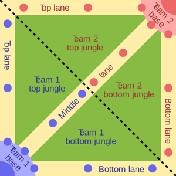 Top lane
Team 2
base
Team 2
top jungle
Top lane
Team 1
top jungle
Middle lane
Team 2
bottom jungle
Bottom lane
Team 1
bottom jungle
Team 1
base
Bottom lane